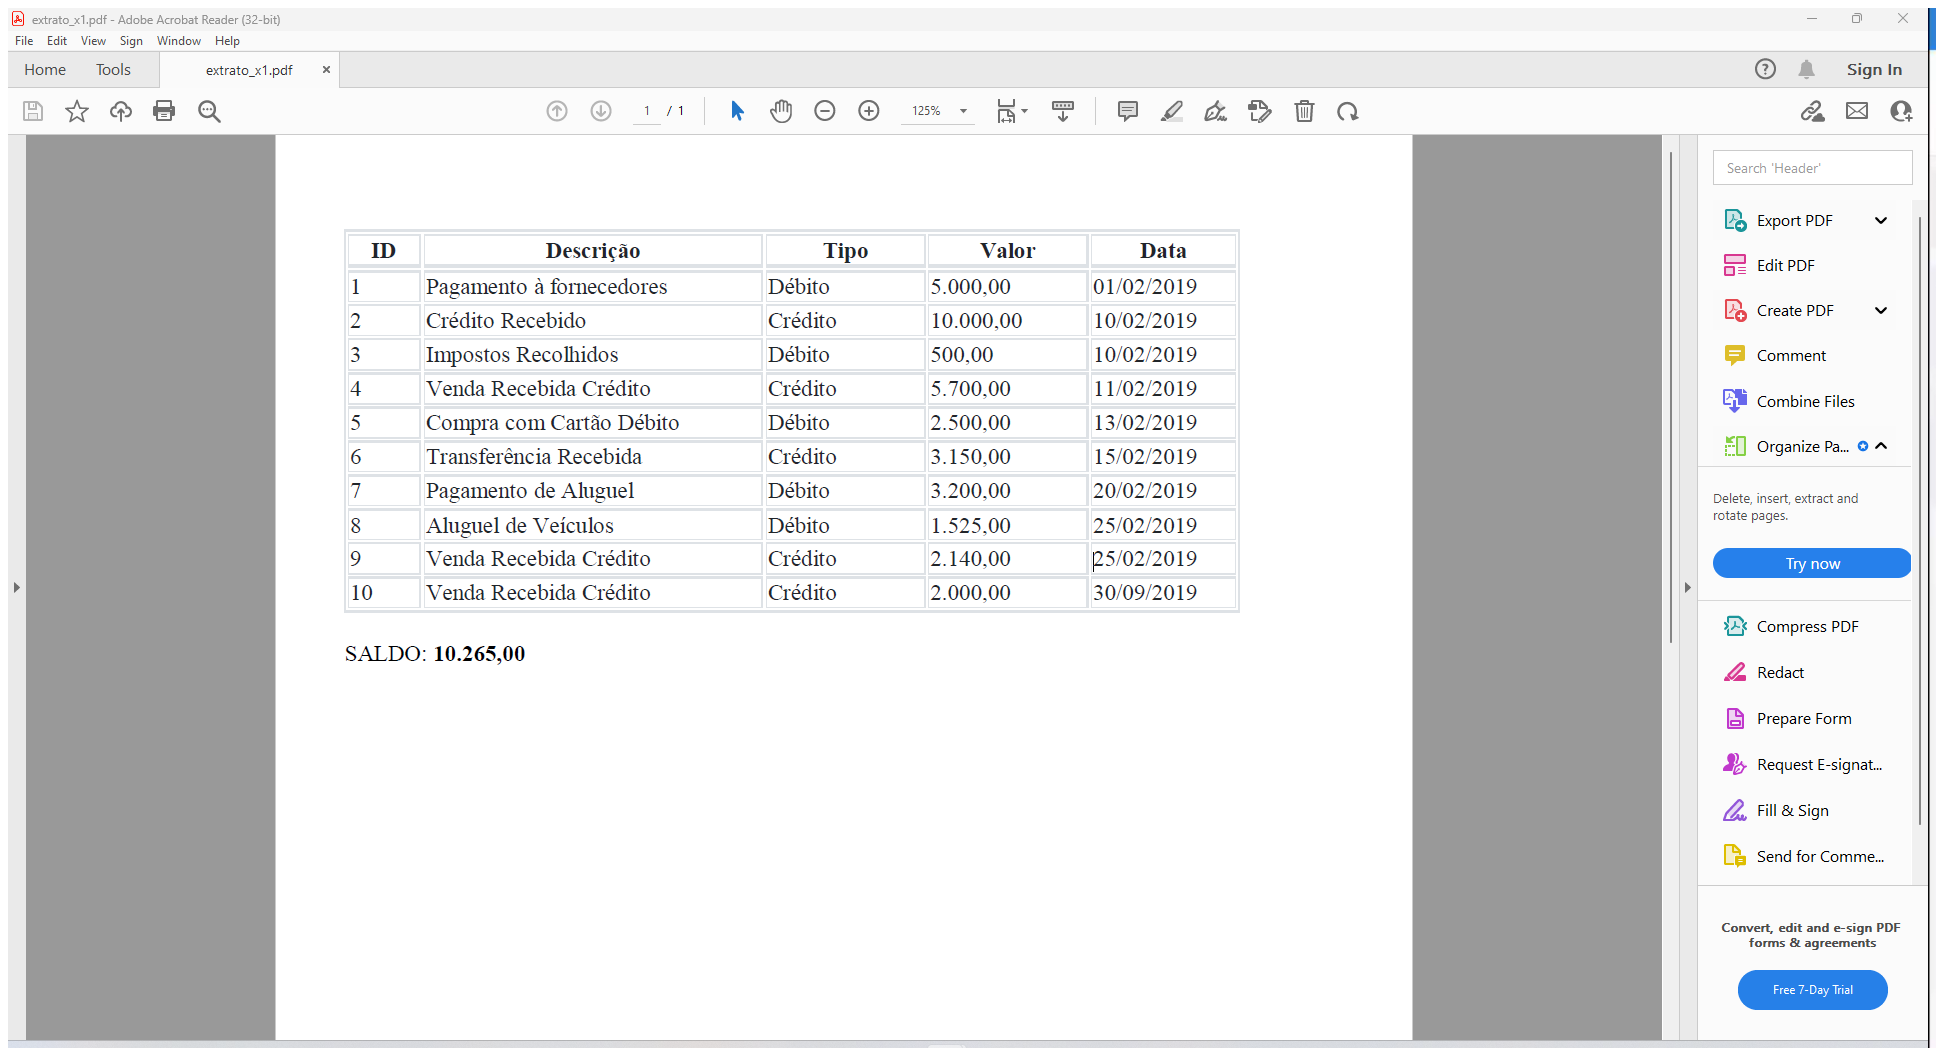 extrato_x1.pdf - Adobe Acrobat Reader (32-bit)
File Edit View Sign Window Help
Home Tools extrato_x1.pdf × Sign In
1 / 1 125%
ID Descrição Tipo Valor Data
1 Pagamento à fornecedores Débito 5.000,00 01/02/2019
2 Crédito Recebido Crédito 10.000,00 10/02/2019
3 Impostos Recolhidos Débito 500,00 10/02/2019
4 Venda Recebida Crédito Crédito 5.700,00 11/02/2019
5 Compra com Cartão Débito Débito 2.500,00 13/02/2019
6 Transferência Recebida Crédito 3.150,00 15/02/2019
7 Pagamento de Aluguel Débito 3.200,00 20/02/2019
8 Aluguel de Veículos Débito 1.525,00 25/02/2019
9 Venda Recebida Crédito Crédito 2.140,00 25/02/2019
10 Venda Recebida Crédito Crédito 2.000,00 30/09/2019
SALDO: 10.265,00
Search 'Header'
Export PDF
Edit PDF
Create PDF
Comment
Combine Files
Organize Pa...
Delete, insert, extract and
rotate pages.
Try now
Compress PDF
Redact
Prepare Form
Request E-signat...
Fill & Sign
Send for Comme...
Convert, edit and e-sign PDF
forms & agreements
Free 7-Day Trial